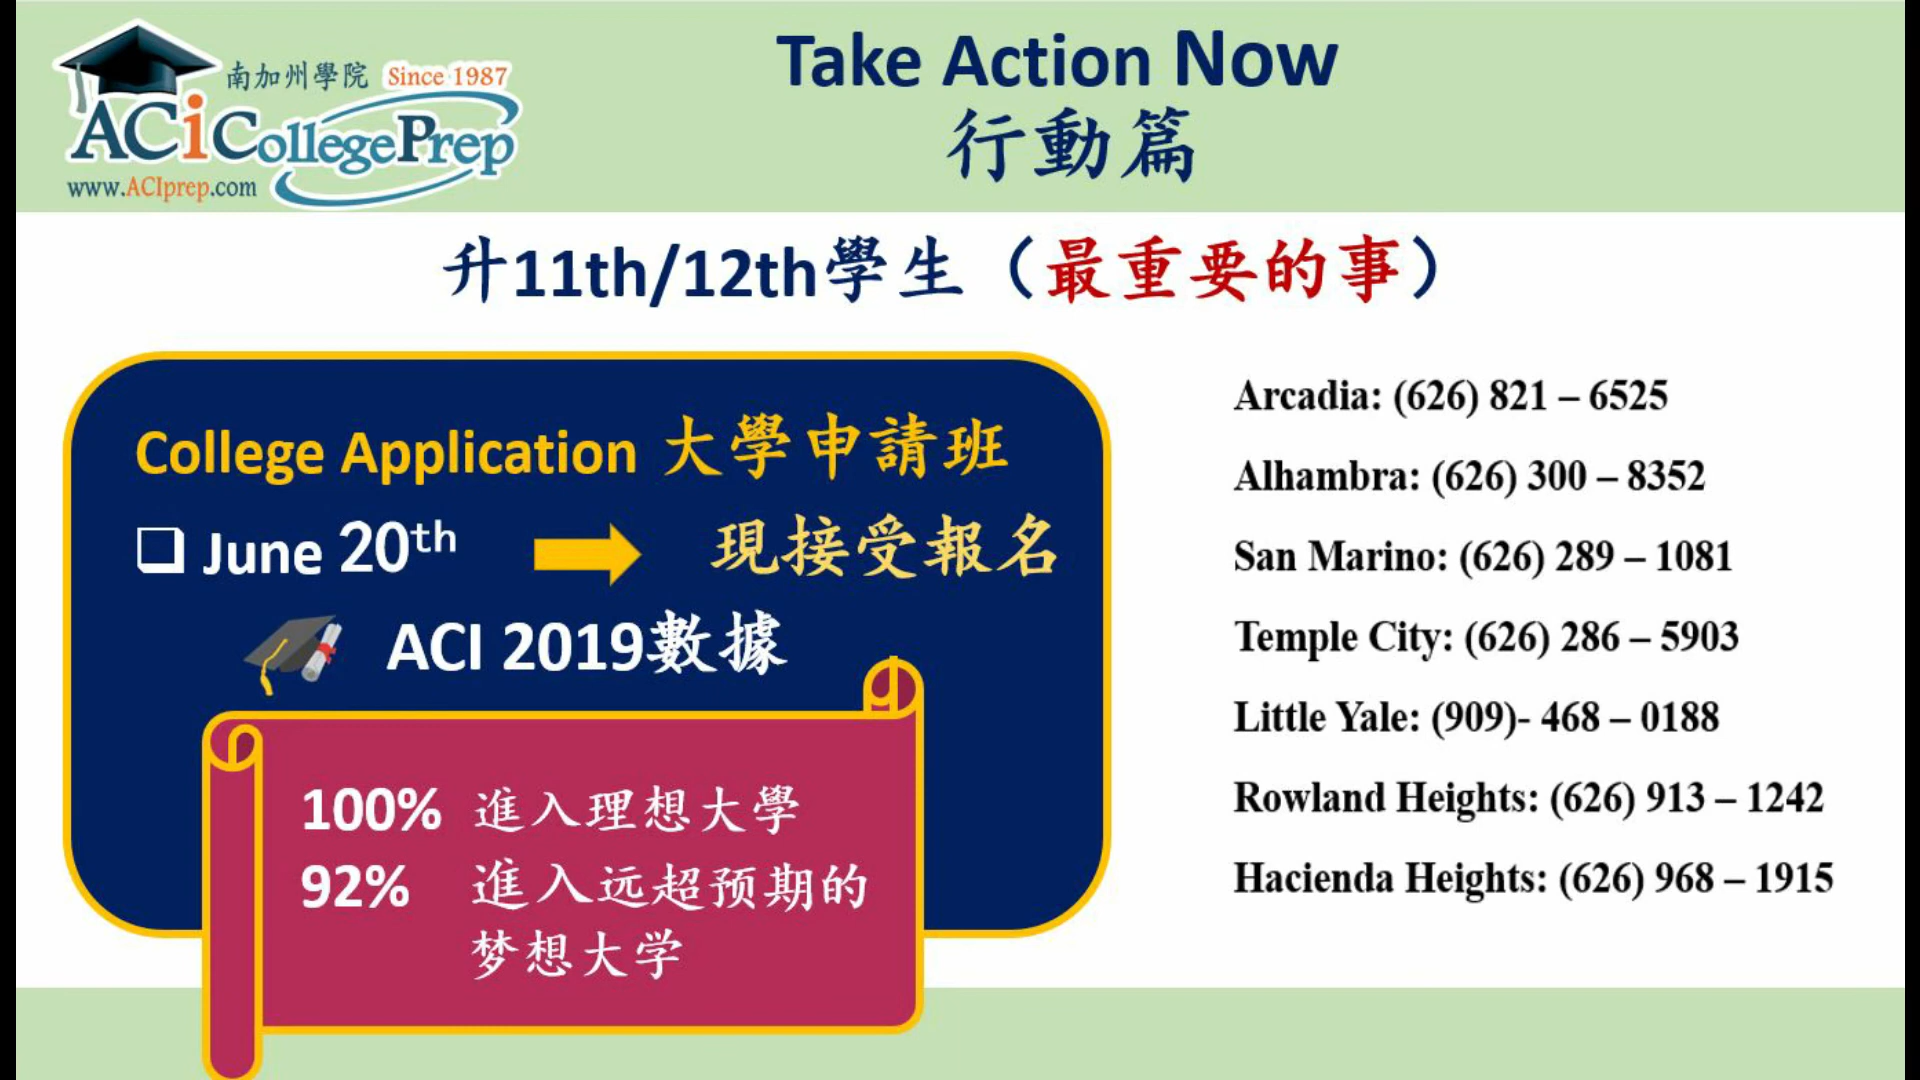 南加州學院 Since 1987
ACiCollegePrep
www.ACIprep.com
Take Action Now
行動篇
升11th/12th學生（最重要的事）
College Application 大學申請班
June 20th 現接受報名
ACI 2019數據
100% 進入理想大學
92% 進入远超预期的
梦想大学
Arcadia: (626) 821 – 6525
Alhambra: (626) 300 – 8352
San Marino: (626) 289 – 1081
Temple City: (626) 286 – 5903
Little Yale: (909)- 468 – 0188
Rowland Heights: (626) 913 – 1242
Hacienda Heights: (626) 968 – 1915